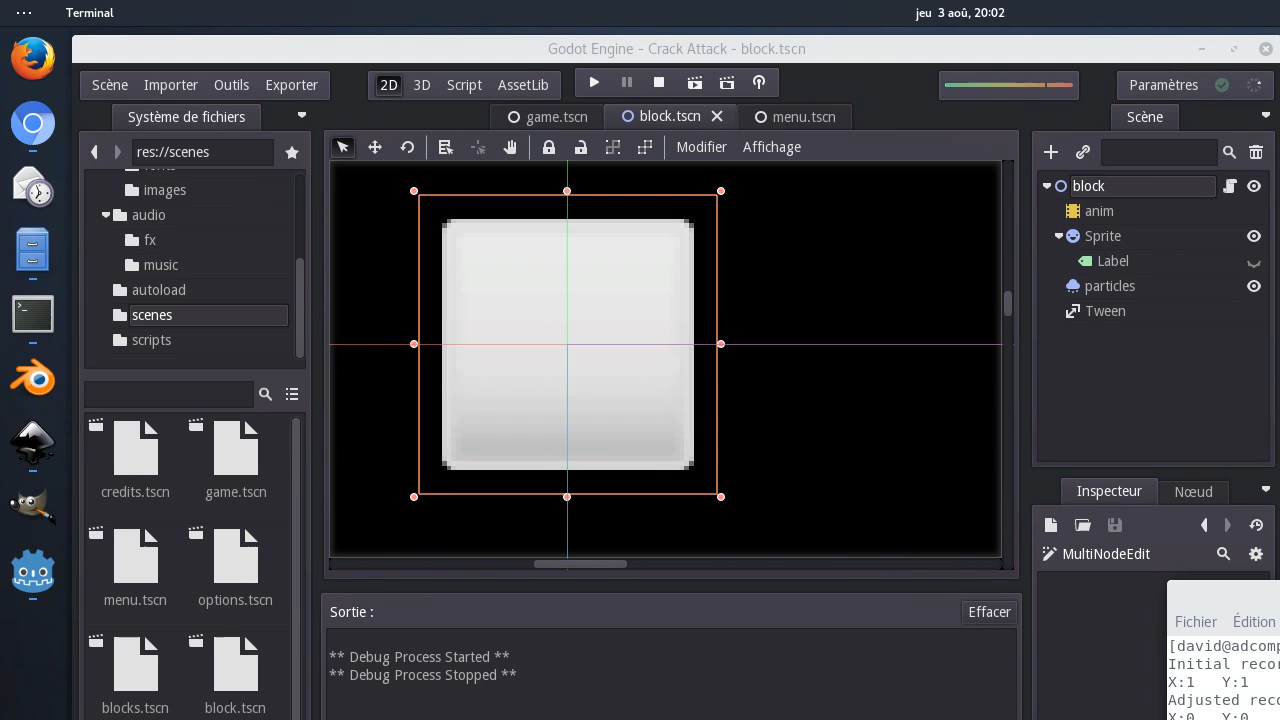 Terminal
jeu 3 aoû, 20:02
Godot Engine - Crack Attack - block.tscn
Scène Importer Outils Exporter
2D 3D Script AssetLib
Paramètres
Système de fichiers
game.tscn
block.tscn
menu.tscn
Scène
res://scenes
Modifier Affichage
images
audio
fx
music
autoload
scenes
scripts
block
anim
Sprite
Label
particles
Tween
credits.tscn
game.tscn
menu.tscn
options.tscn
blocks.tscn
block.tscn
Inspecteur
Nœud
MultiNodeEdit
Sortie :
Effacer
** Debug Process Started **
** Debug Process Stopped **
Fichier Édition
[david@adcomp
Initial recor
X:1 Y:1
Adjusted reco
X:0 Y:0